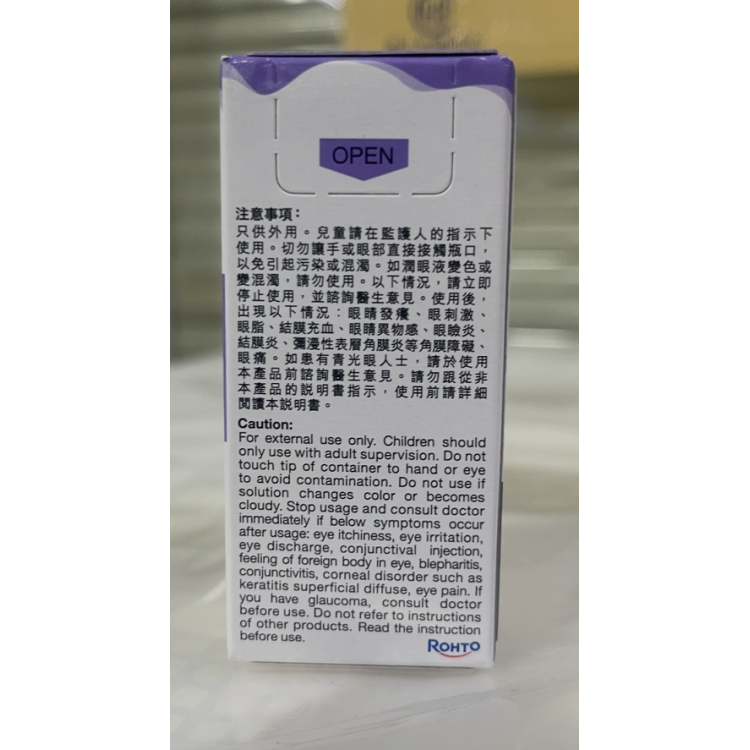 OPEN
注意事項：
只供外用。兒童請在監護人的指示下
使用。切勿讓手或眼部直接接觸瓶口，
以免引起污染或混濁。如潤眼液變色或
變混濁，請勿使用。以下情況，請立即
停止使用，並諮詢醫生意見。使用後，
出現以下情況：眼睛發癢、眼刺激、
眼脂、結膜充血、眼睛異物感、眼瞼炎、
結膜炎、彌漫性表層角膜炎等角膜障礙、
眼痛。如患有青光眼人士，請於使用
本產品前諮詢醫生意見。請勿跟從非
本產品的説明書指示，使用前請詳細
閲讀本説明書。
Caution:
For external use only. Children should
only use with adult supervision. Do not
touch tip of container to hand or eye
to avoid contamination. Do not use if
solution changes color or becomes
cloudy. Stop usage and consult doctor
immediately if below symptoms occur
after usage: eye itchiness, eye irritation,
eye discharge, conjunctival injection,
feeling of foreign body in eye, blepharitis,
conjunctivitis, corneal disorder such as
keratitis superficial diffuse, eye pain. If
you have glaucoma, consult doctor
before use. Do not refer to instructions
of other products. Read the instruction
before use.
ROHTO